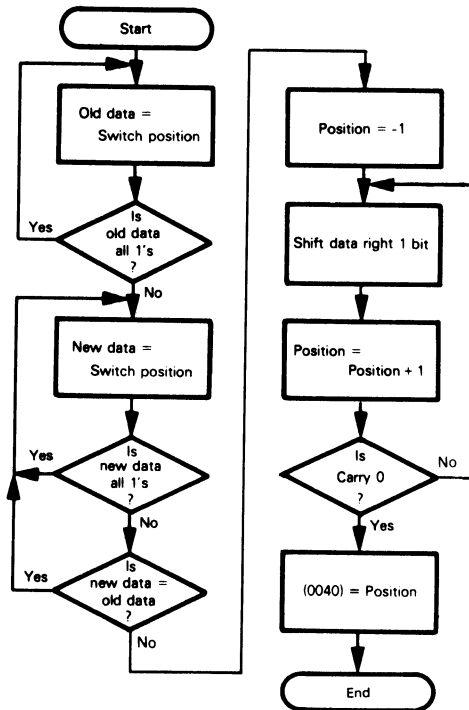 Start
Old data =
Switch position
Is
old data
all 1's
?
Yes
No
New data =
Switch position
Is
new data
all 1's
?
Yes
No
Is
new data =
old data
?
Yes
No
Position = -1
Shift data right 1 bit
Position =
Position + 1
Is
Carry 0
?
No
Yes
(0040) = Position
End